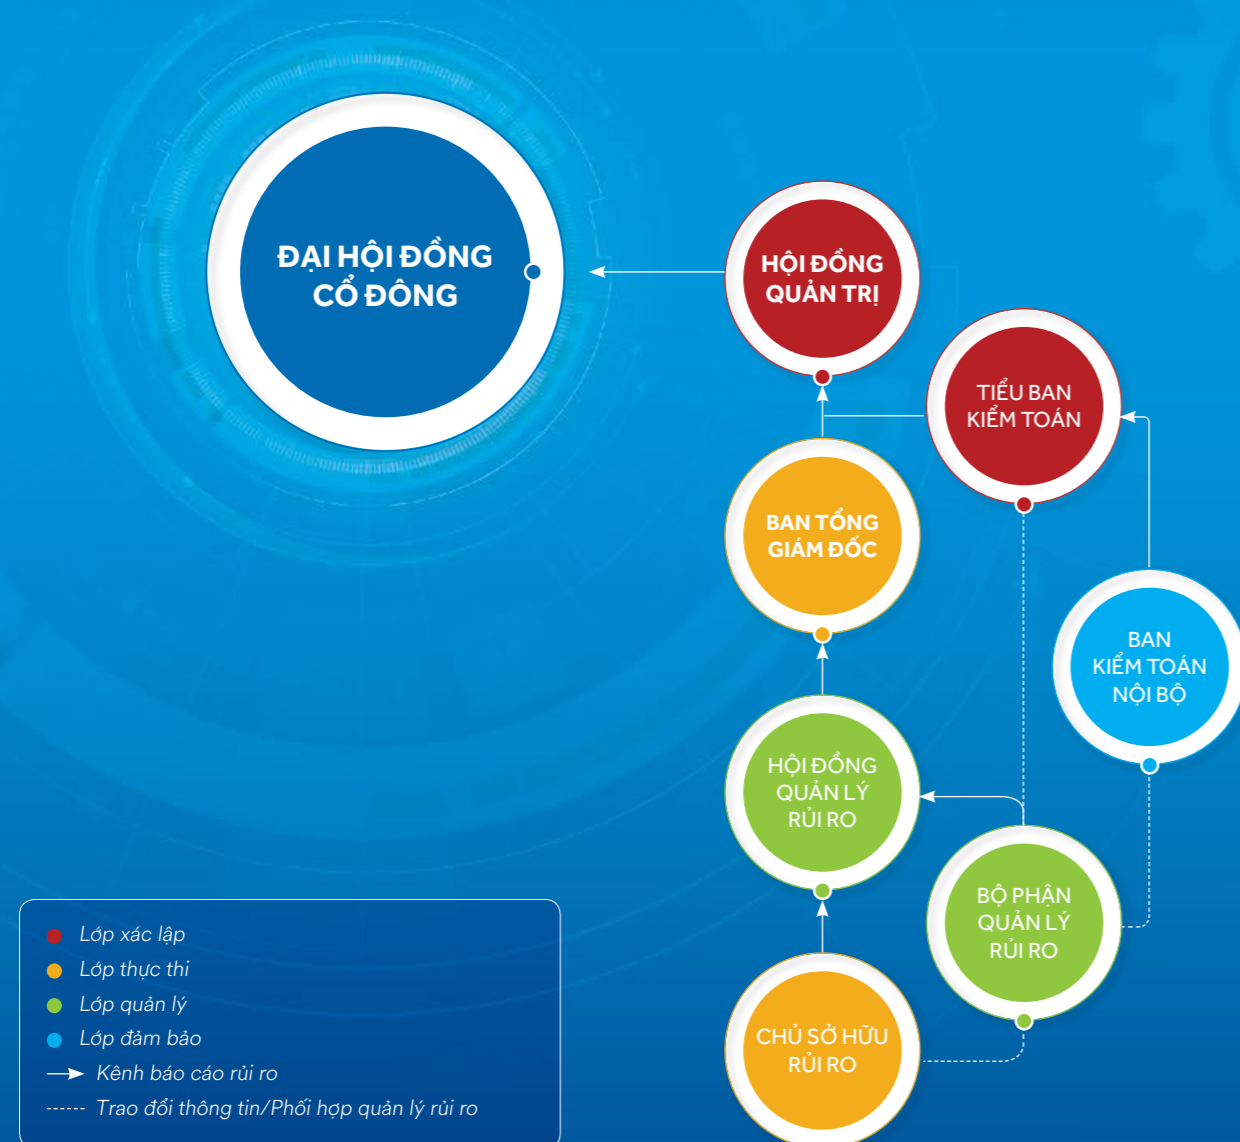 ĐẠI HỘI ĐỒNG
CỔ ĐÔNG
HỘI ĐỒNG
QUẢN TRỊ
TIỂU BAN
KIỂM TOÁN
BAN TỔNG
GIÁM ĐỐC
BAN
KIỂM TOÁN
NỘI BỘ
HỘI ĐỒNG
QUẢN LÝ
RỦI RO
BỘ PHẬN
QUẢN LÝ
RỦI RO
CHỦ SỞ HỮU
RỦI RO
Lớp xác lập
Lớp thực thi
Lớp quản lý
Lớp đảm bảo
Kênh báo cáo rủi ro
Trao đổi thông tin/Phối hợp quản lý rủi ro